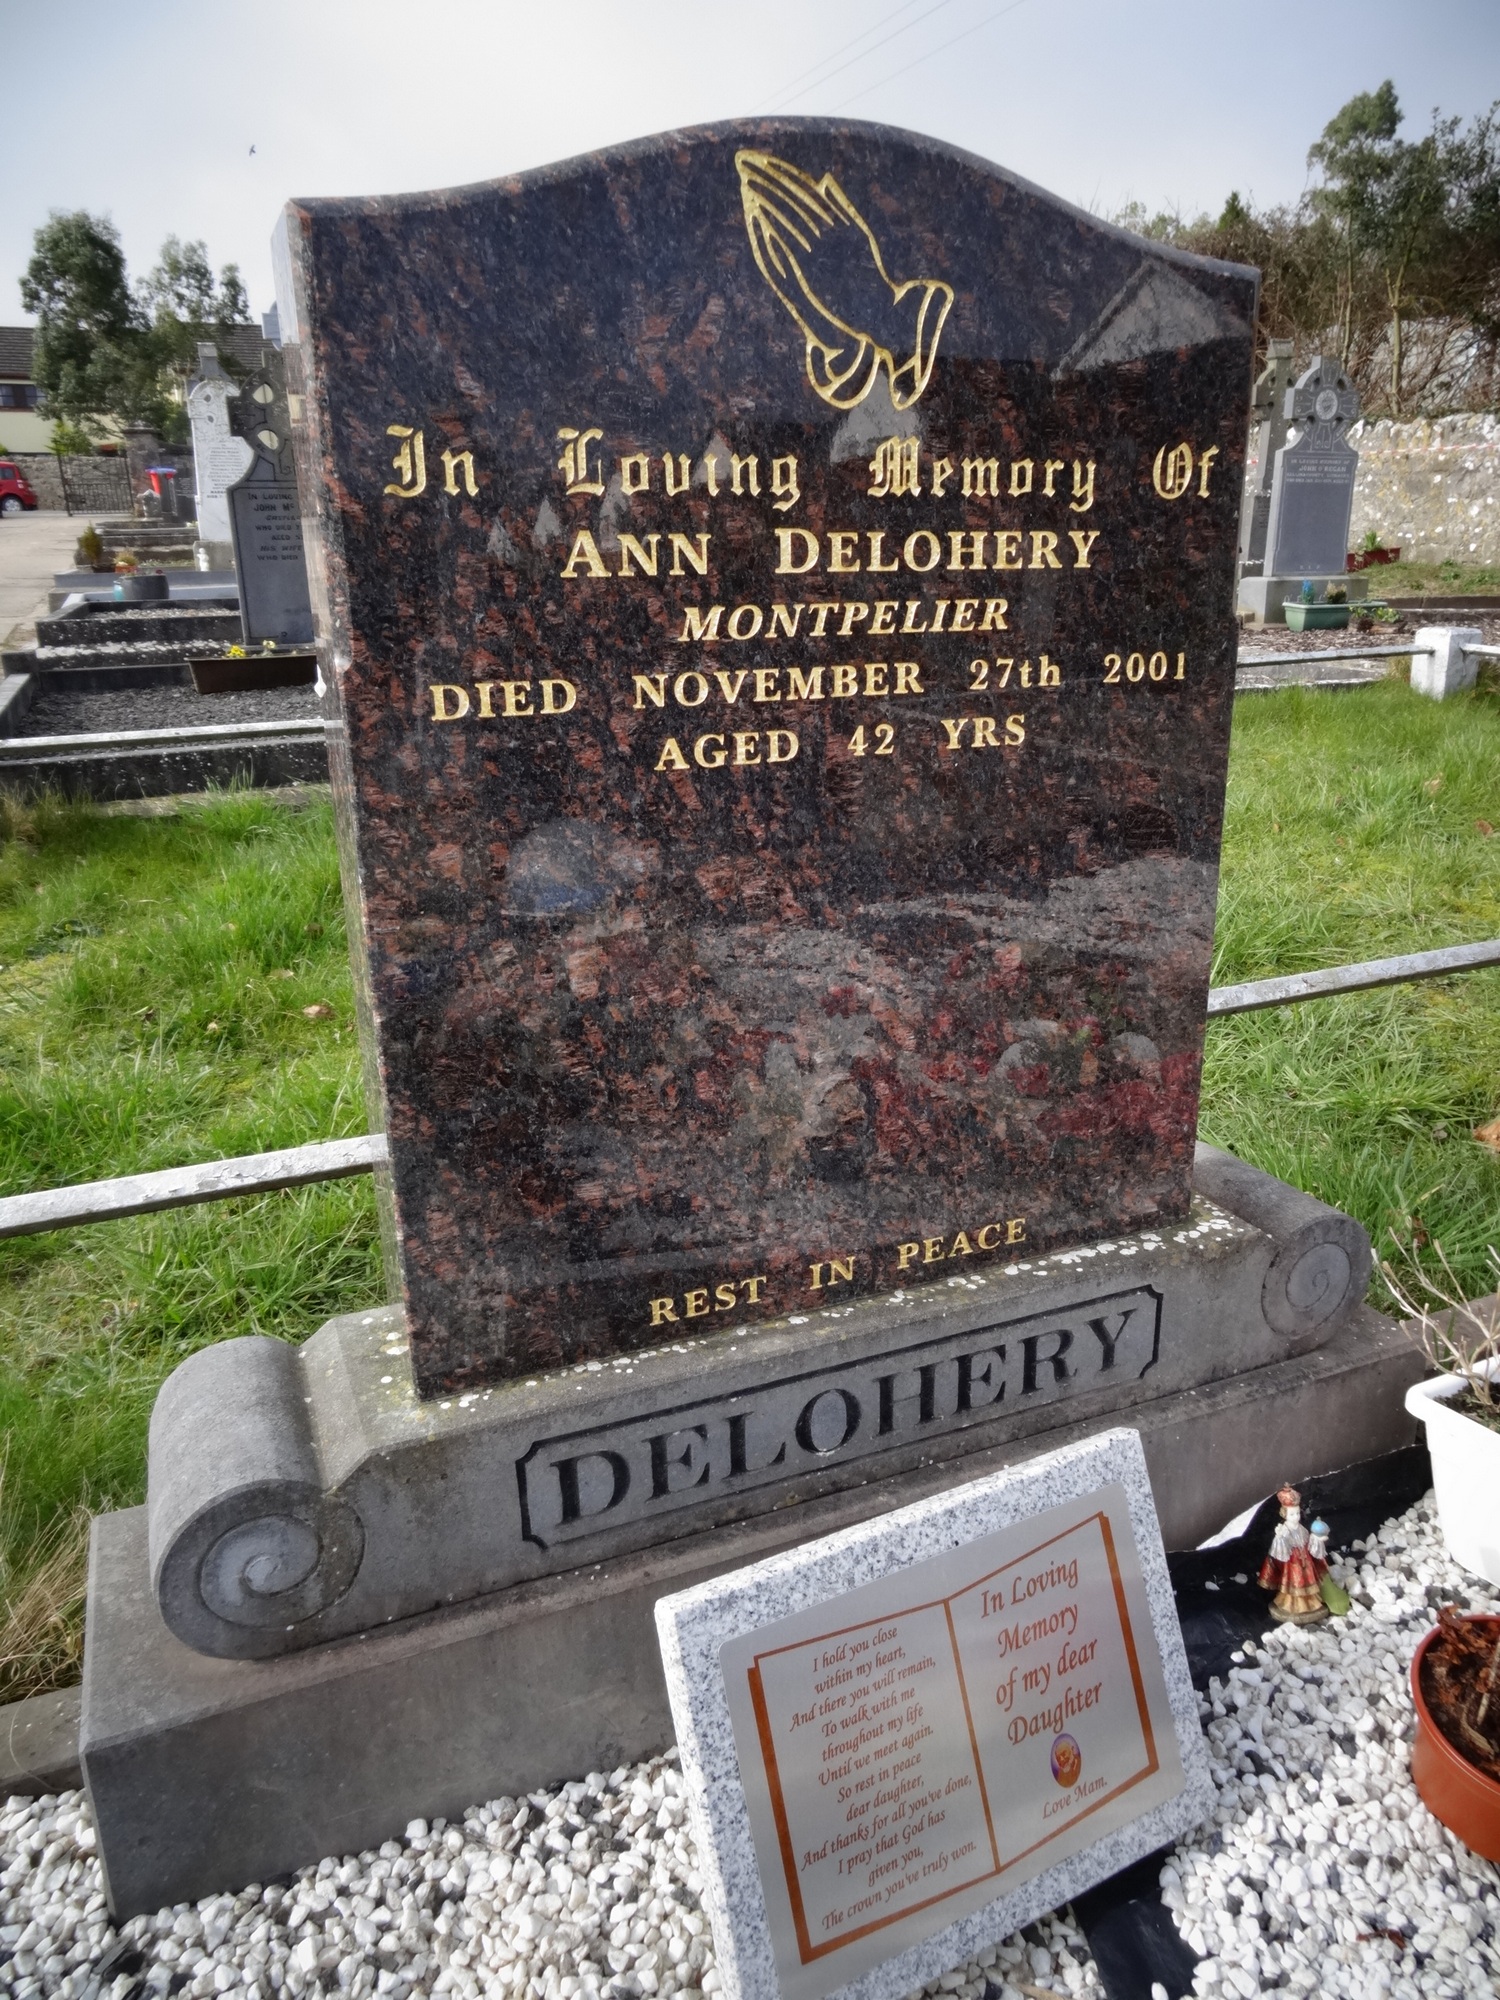 In Loving Memory Of
ANN DELOHERY
MONTPELIER
DIED NOVEMBER 27th 2001
AGED 42 YRS
REST IN PEACE
DELOHERY
I hold you close
within my heart,
And there you will remain,
To walk with me
throughout my life
Until we meet again.
So rest in peace
dear daughter,
And thanks for all you've done,
I pray that God has
given you,
The crown you've truly won.
In Loving
Memory
of my dear
Daughter
Love Mam.
IN LOVING
JOHN